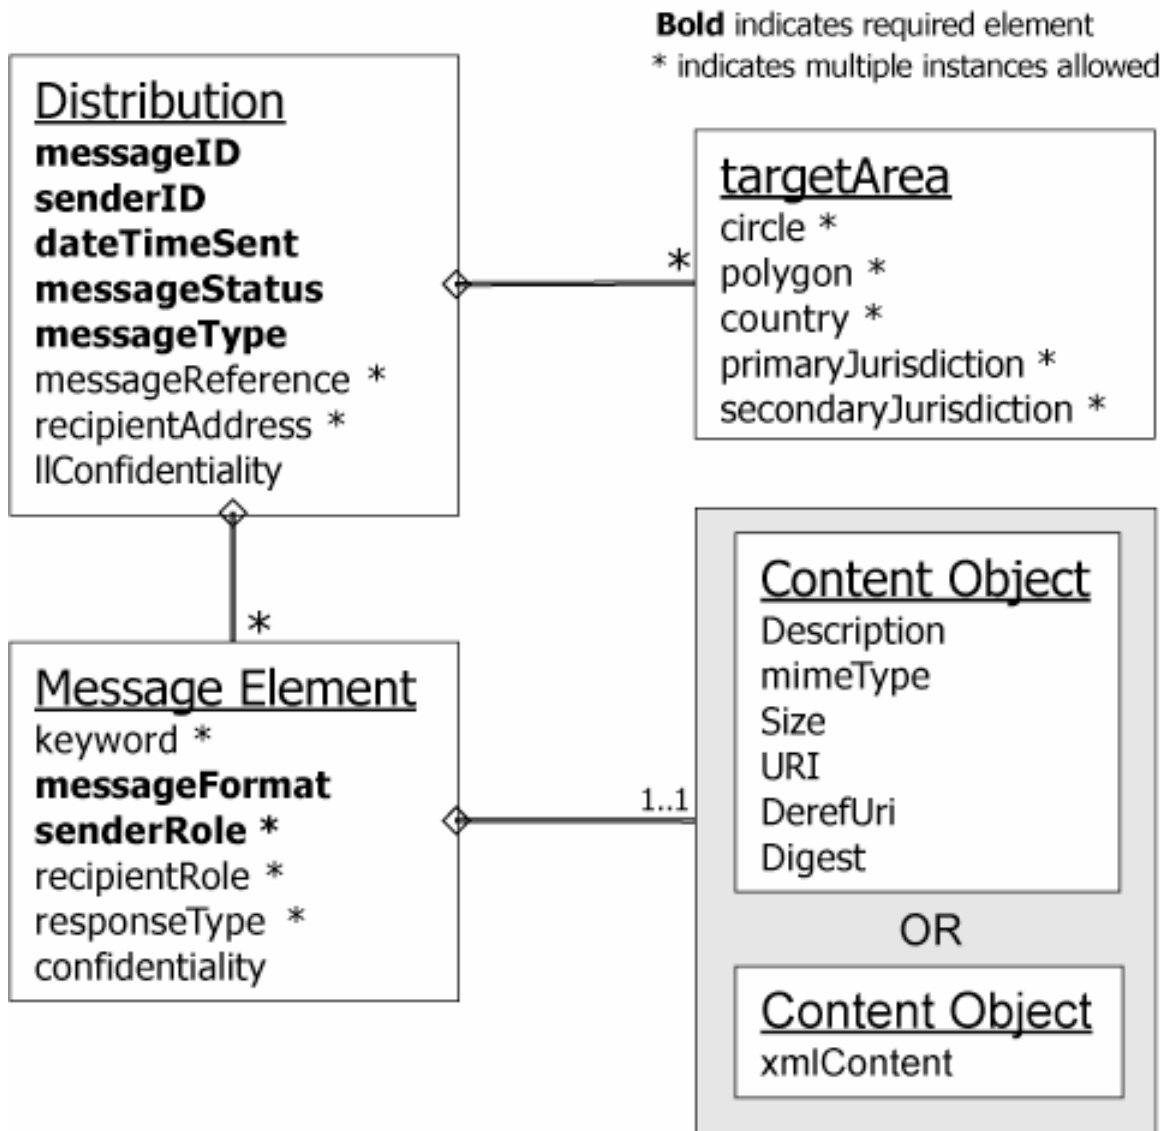 Bold indicates required element
* indicates multiple instances allowed
Distribution
messageID
senderID
dateTimeSent
messageStatus
messageType
messageReference *
recipientAddress *
llConfidentiality
*
targetArea
circle *
polygon *
country *
primaryJurisdiction *
secondaryJurisdiction *
*
Message Element
keyword *
messageFormat
senderRole *
recipientRole *
responseType *
confidentiality
1..1
Content Object
Description
mimeType
Size
URI
DerefUri
Digest
OR
Content Object
xmlContent